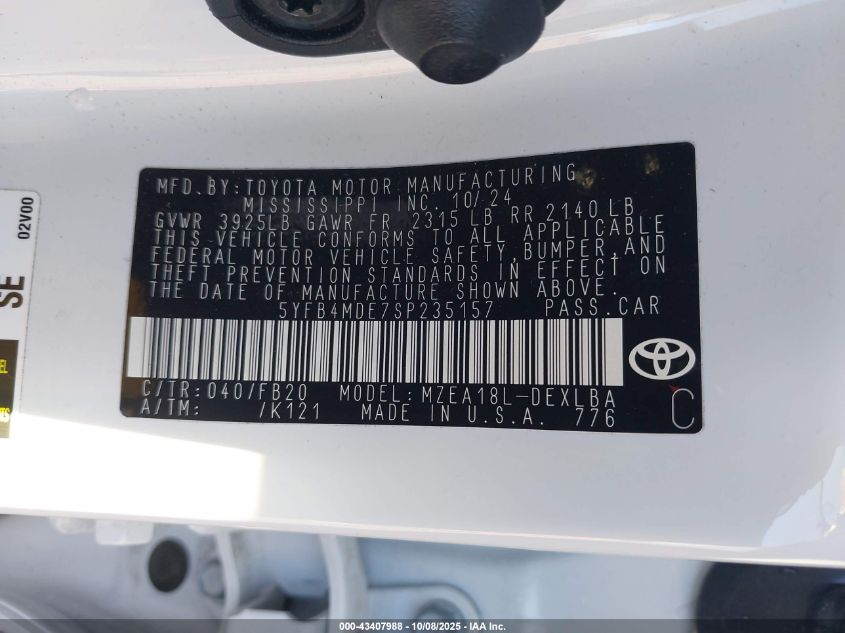 MFD.BY:TOYOTA MOTOR MANUFACTURING
MISSISSIPPI INC. 10/24
GVWR 3925LB GAWR FR 2315 LB RR 2140 LB
THIS VEHICLE CONFORMS TO ALL APPLICABLE
FEDERAL MOTOR VEHICLE SAFETY,BUMPER,AND
THEFT PREVENTION STANDARDS IN EFFECT ON
THE DATE OF MANUFACTURE SHOWN ABOVE.
5YFB4MDE7SP235157 PASS.CAR
C/TR: 040/FB20 MODEL: MZEA18L-DEXLBA
A/TM: /K121 MADE IN U.S.A. 776
C
02V00
SE
000-43407988 - 10/08/2025 - IAA Inc.